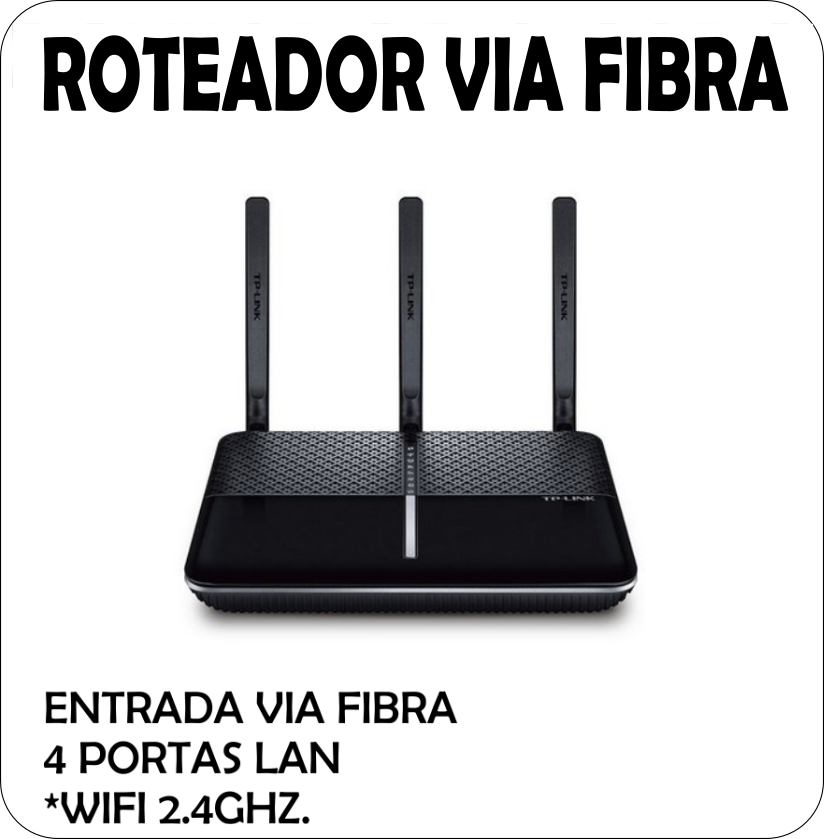 ROTEADOR VIA FIBRA
TP-LINK TP-LINK TP-LINK
TP-LINK
ENTRADA VIA FIBRA
4 PORTAS LAN
*WIFI 2.4GHZ.